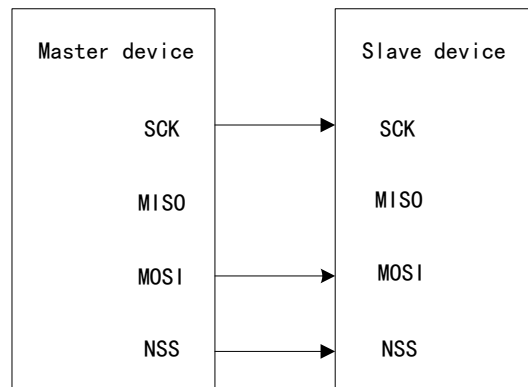 Master device
SCK
MISO
MOSI
NSS
Slave device
SCK
MISO
MOSI
NSS